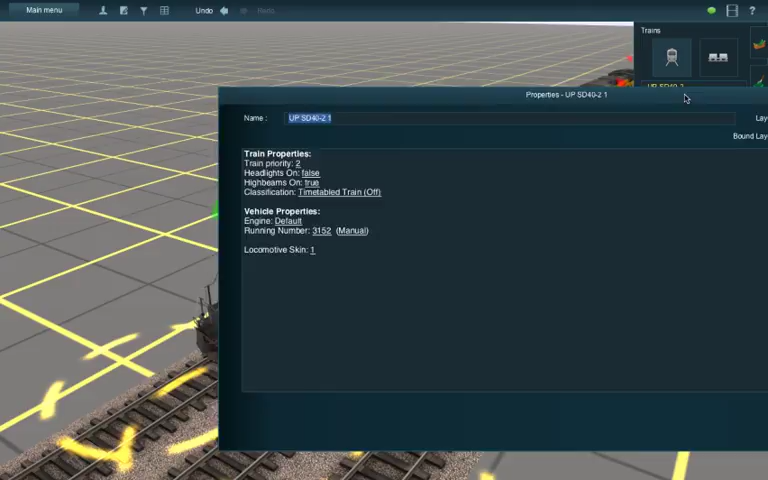 Main menu
Undo
Redo
?
Trains
UP SD40-2
Properties - UP SD40-2 1
Name : UP SD40-2 1
Lay
Bound Lay
Train Properties:
Train priority: 2
Headlights On: false
Highbeams On: true
Classification: Timetabled Train (Off)
Vehicle Properties:
Engine: Default
Running Number: 3152 (Manual)
Locomotive Skin: 1